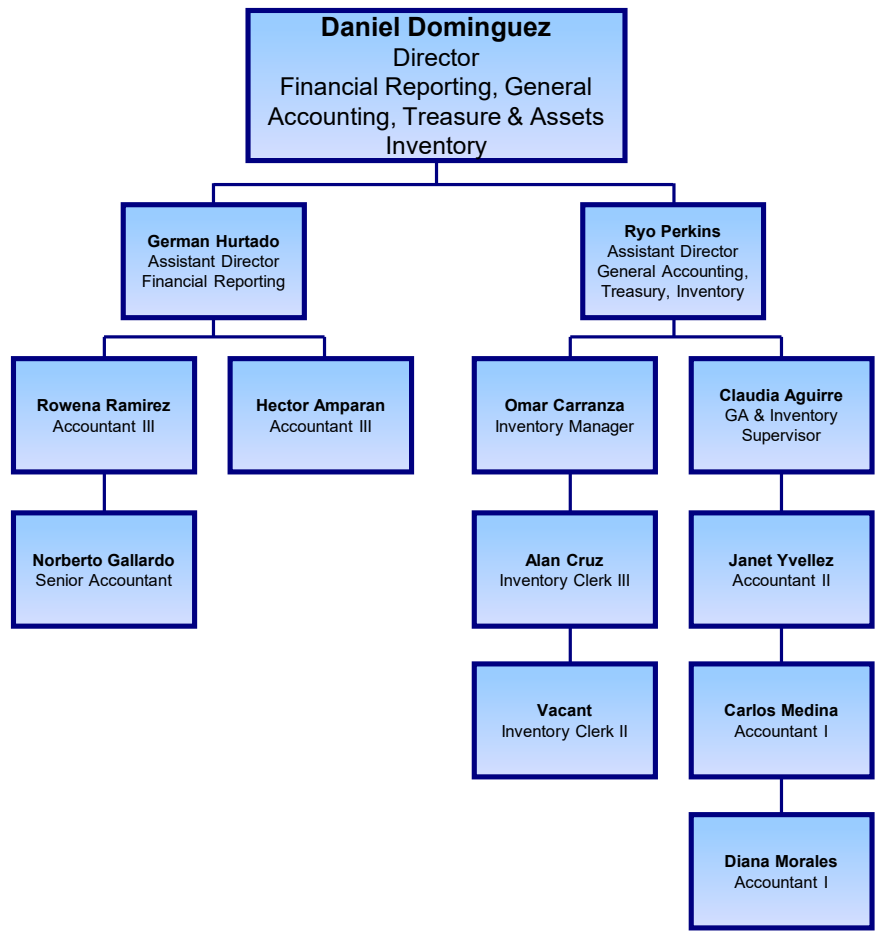 Daniel Dominguez
Director
Financial Reporting, General
Accounting, Treasure & Assets
Inventory
German Hurtado
Assistant Director
Financial Reporting
Ryo Perkins
Assistant Director
General Accounting,
Treasury, Inventory
Rowena Ramirez
Accountant III
Hector Amparan
Accountant III
Omar Carranza
Inventory Manager
Claudia Aguirre
GA & Inventory
Supervisor
Norberto Gallardo
Senior Accountant
Alan Cruz
Inventory Clerk III
Janet Yvellez
Accountant II
Vacant
Inventory Clerk II
Carlos Medina
Accountant I
Diana Morales
Accountant I